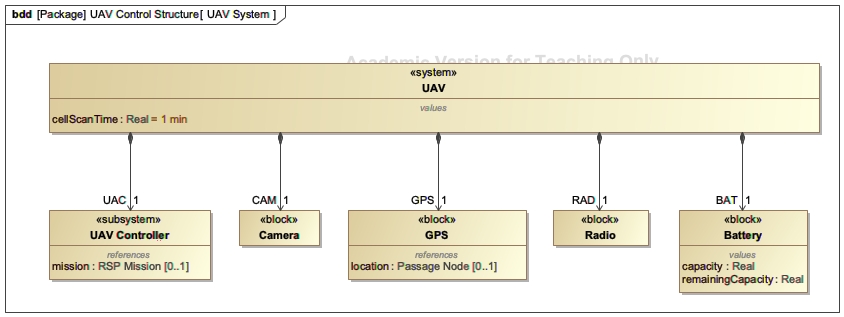 bdd [Package] UAV Control Structure[ UAV System ]
Academic Version for Teaching Only
«system»
UAV
values
cellScanTime : Real = 1 min
UAC 1
CAM 1
GPS 1
RAD 1
BAT 1
«subsystem»
UAV Controller
references
mission : RSP Mission [0..1]
«block»
Camera
«block»
GPS
references
location : Passage Node [0..1]
«block»
Radio
«block»
Battery
values
capacity : Real
remainingCapacity : Real